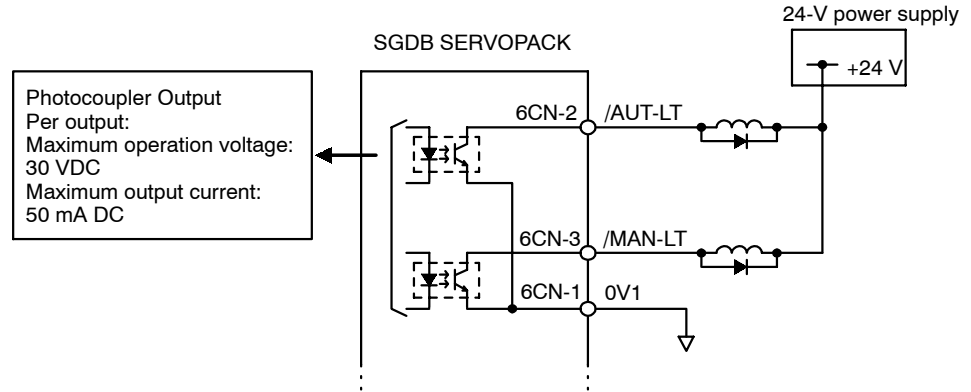 24-V power supply
SGDB SERVOPACK
+24 V
Photocoupler Output
Per output:
Maximum operation voltage:
30 VDC
Maximum output current:
50 mA DC
6CN-2 /AUT-LT
6CN-3 /MAN-LT
6CN-1 0V1